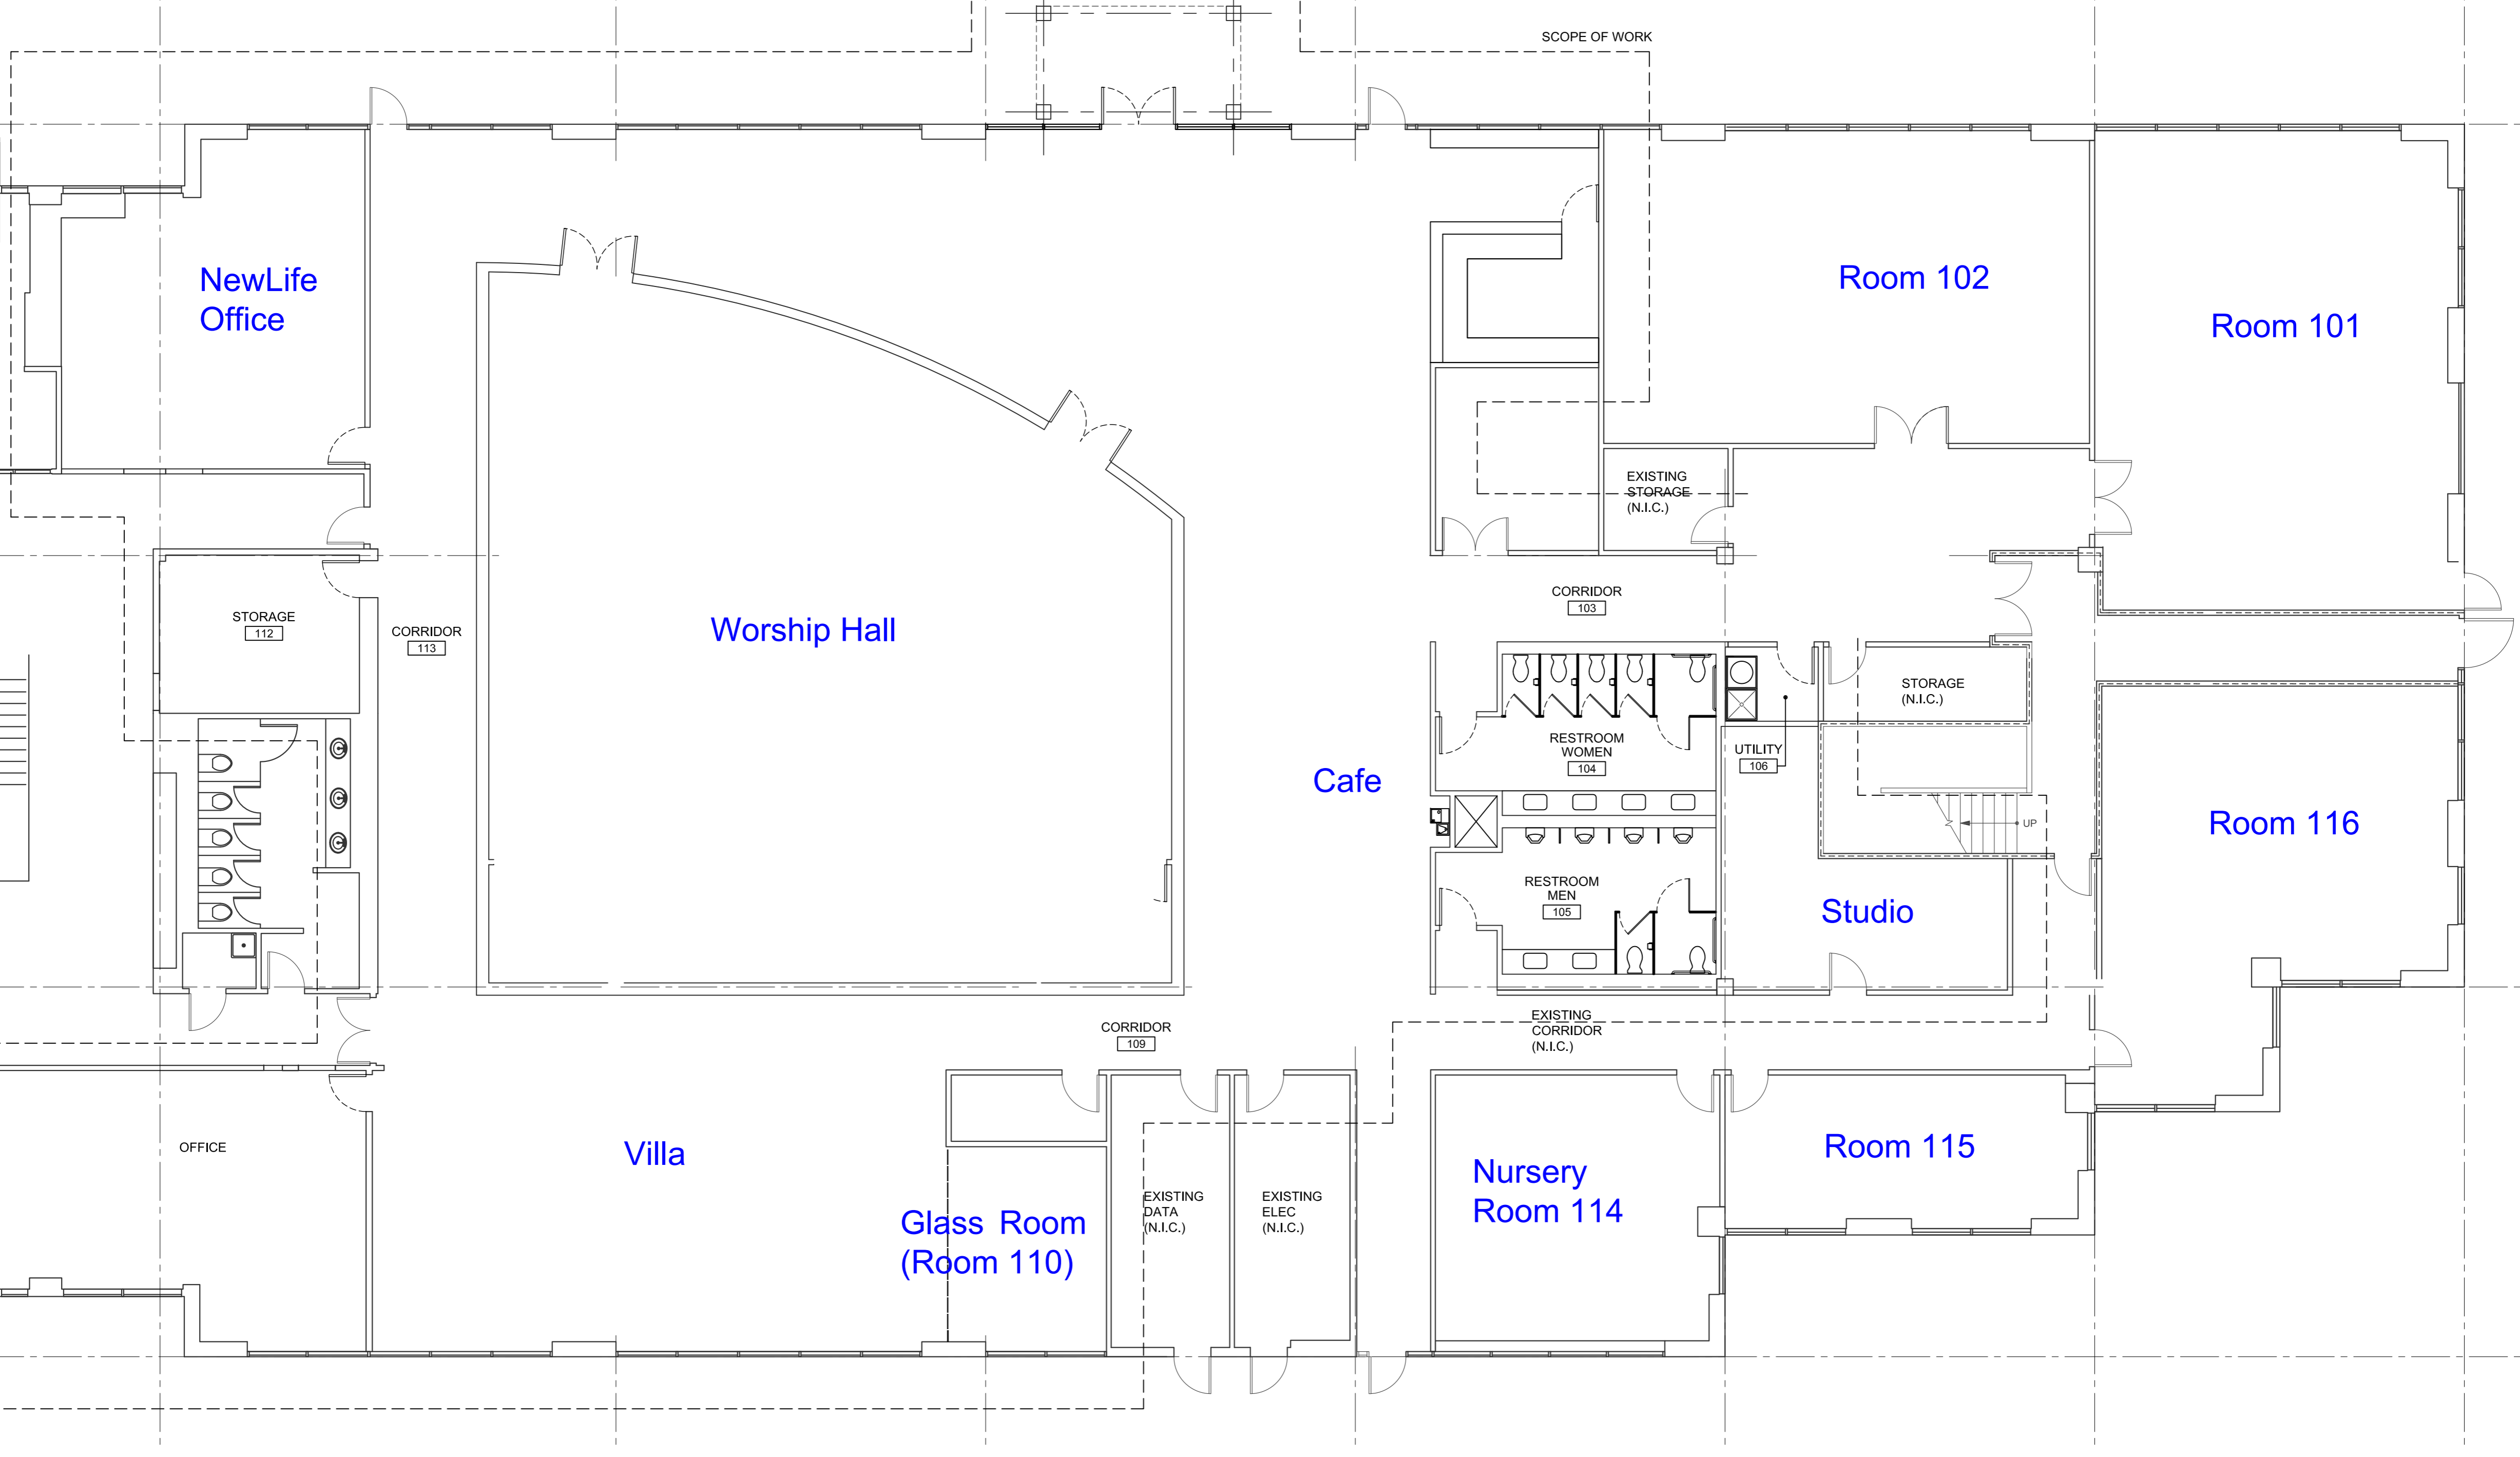 SCOPE OF WORK
NewLife
Office
Room 102
Room 101
EXISTING
STORAGE
(N.I.C.)
CORRIDOR
103
STORAGE
112
CORRIDOR
113
Worship Hall
STORAGE
(N.I.C.)
RESTROOM
WOMEN
104
UTILITY
106
Cafe
UP
Room 116
RESTROOM
MEN
105
Studio
CORRIDOR
109
EXISTING
CORRIDOR
(N.I.C.)
OFFICE
Villa
Glass Room
(Room 110)
EXISTING
DATA
(N.I.C.)
EXISTING
ELEC
(N.I.C.)
Nursery
Room 114
Room 115